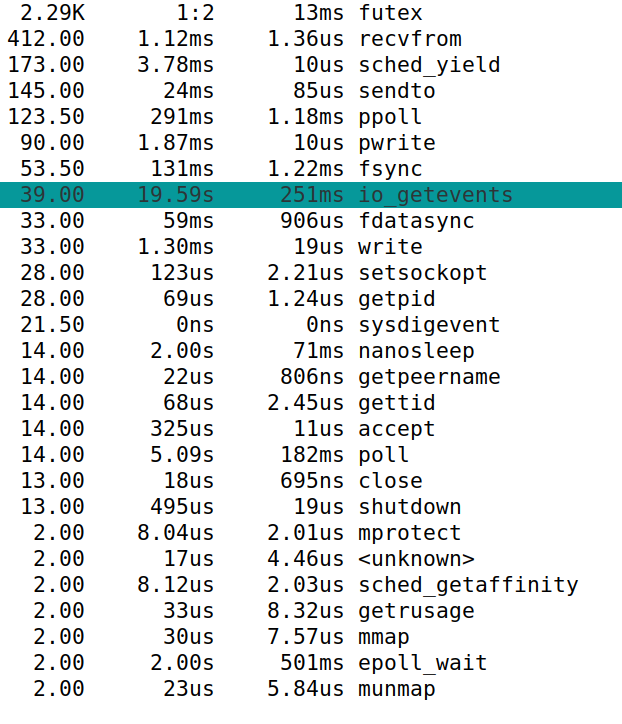 2.29K 1:2 13ms futex
412.00 1.12ms 1.36us recvfrom
173.00 3.78ms 10us sched_yield
145.00 24ms 85us sendto
123.50 291ms 1.18ms ppoll
90.00 1.87ms 10us pwrite
53.50 131ms 1.22ms fsync
39.00 19.59s 251ms io_getevents
33.00 59ms 906us fdatasync
33.00 1.30ms 19us write
28.00 123us 2.21us setsockopt
28.00 69us 1.24us getpid
21.50 0ns 0ns sysdigevent
14.00 2.00s 71ms nanosleep
14.00 22us 806ns getpeername
14.00 68us 2.45us gettid
14.00 325us 11us accept
14.00 5.09s 182ms poll
13.00 18us 695ns close
13.00 495us 19us shutdown
2.00 8.04us 2.01us mprotect
2.00 17us 4.46us <unknown>
2.00 8.12us 2.03us sched_getaffinity
2.00 33us 8.32us getrusage
2.00 30us 7.57us mmap
2.00 2.00s 501ms epoll_wait
2.00 23us 5.84us munmap